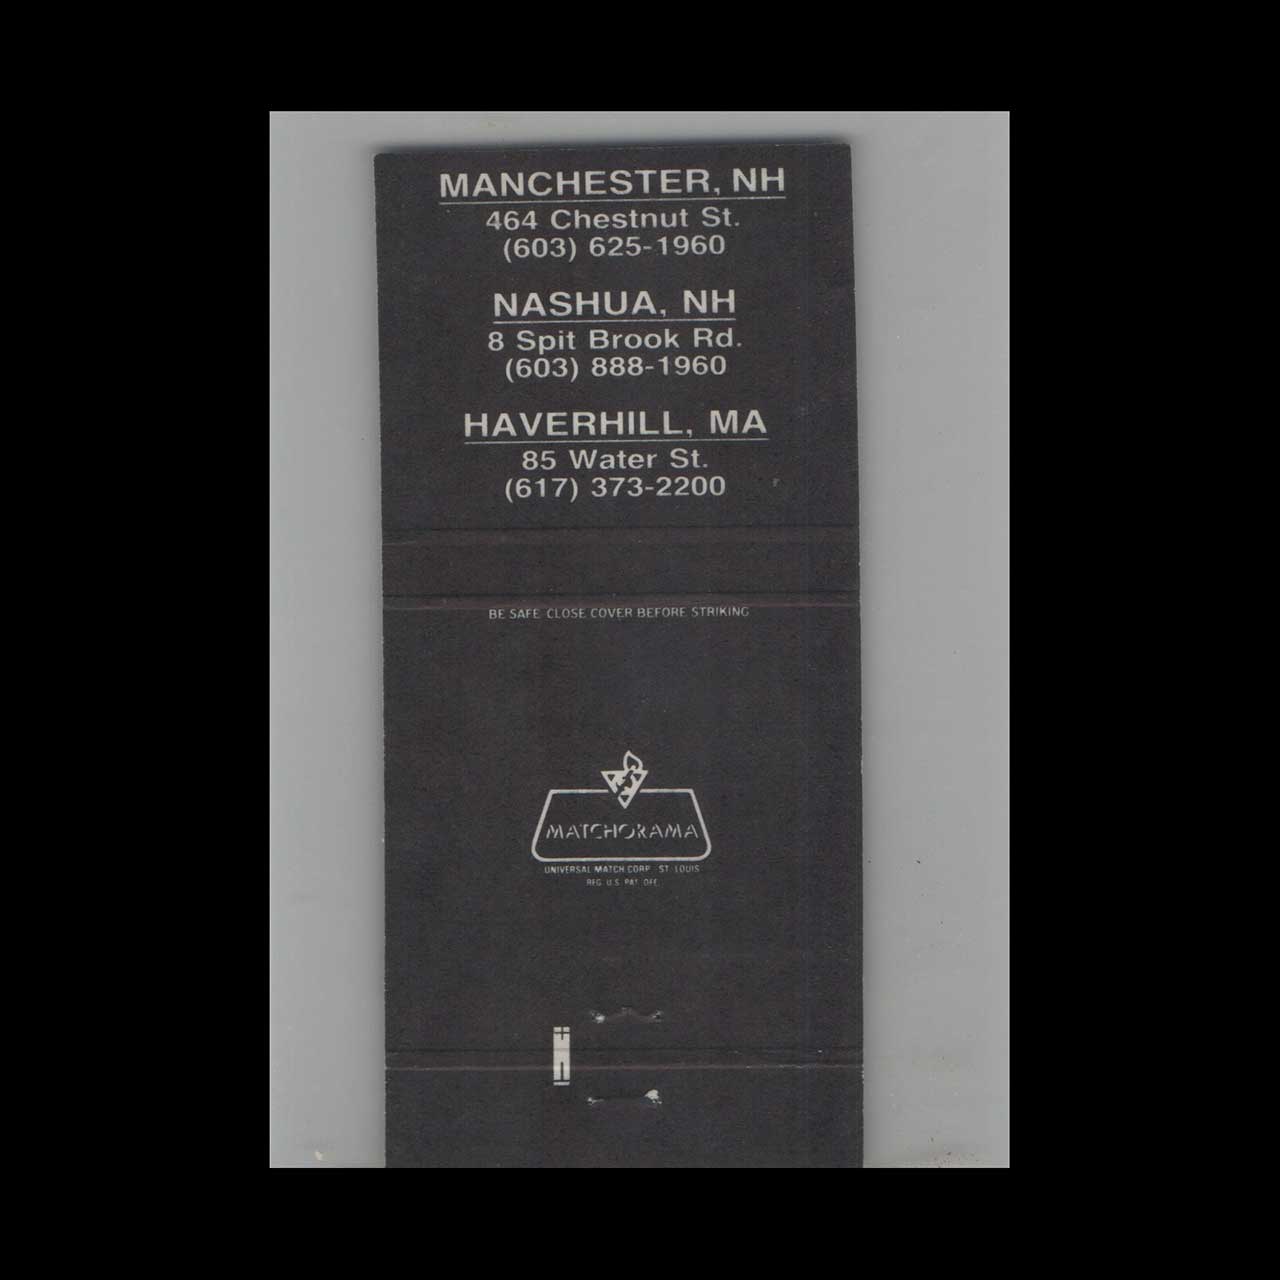 MANCHESTER, NH
464 Chestnut St.
(603) 625-1960
NASHUA, NH
8 Spit Brook Rd.
(603) 888-1960
HAVERHILL, MA
85 Water St.
(617) 373-2200
BE SAFE CLOSE COVER BEFORE STRIKING
MATCHORAMA
UNIVERSAL MATCH CORP ST. LOUIS
REG U.S. PAT. OFF.